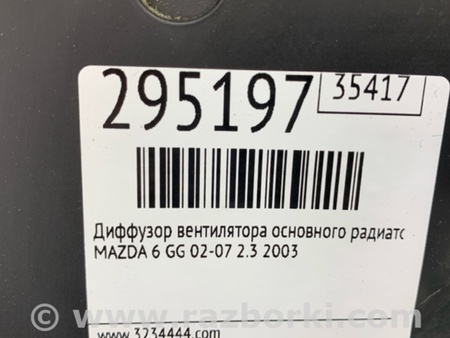 295197 35417
Диффузор вентилятора основного радиатс
MAZDA 6 GG 02-07 2.3 2003
www.3234444.com
www.razborki.com